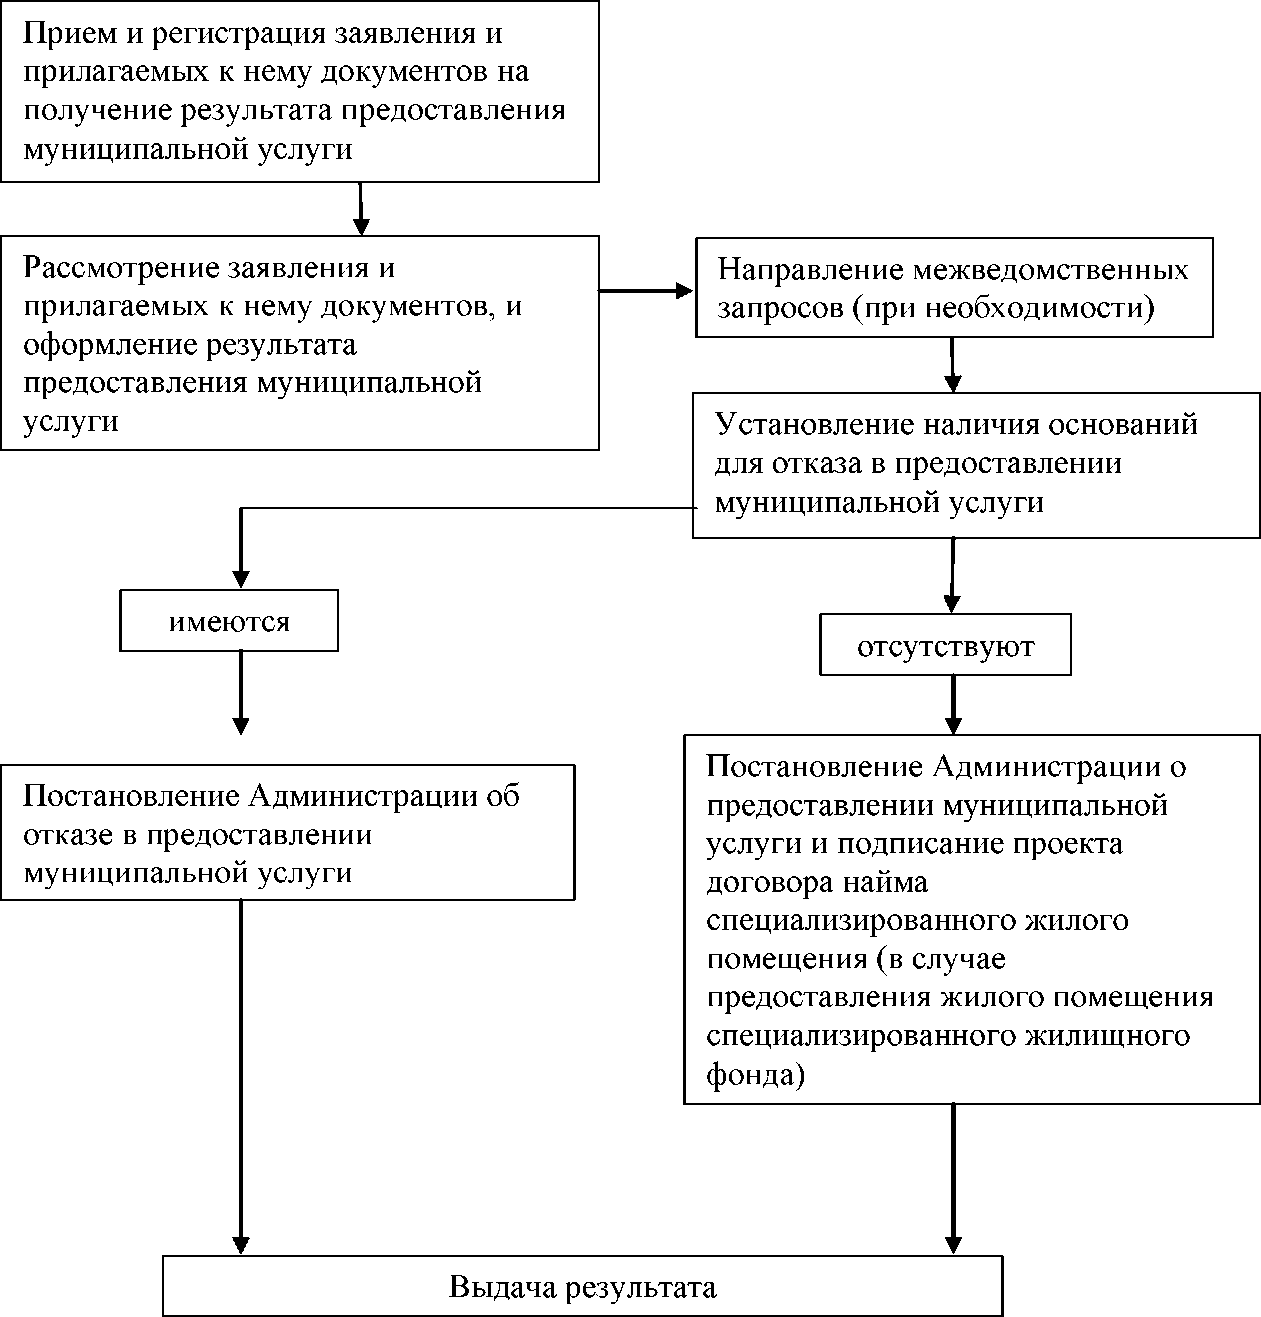 Прием и регистрация заявления и
прилагаемых к нему документов на
получение результата предоставления
муниципальной услуги
Рассмотрение заявления и
прилагаемых к нему документов, и
оформление результата
предоставления муниципальной
услуги
Направление межведомственных
запросов (при необходимости)
Установление наличия оснований
для отказа в предоставлении
муниципальной услуги
имеются
отсутствуют
Постановление Администрации об
отказе в предоставлении
муниципальной услуги
Постановление Администрации о
предоставлении муниципальной
услуги и подписание проекта
договора найма
специализированного жилого
помещения (в случае
предоставления жилого помещения
специализированного жилищного
фонда)
Выдача результата